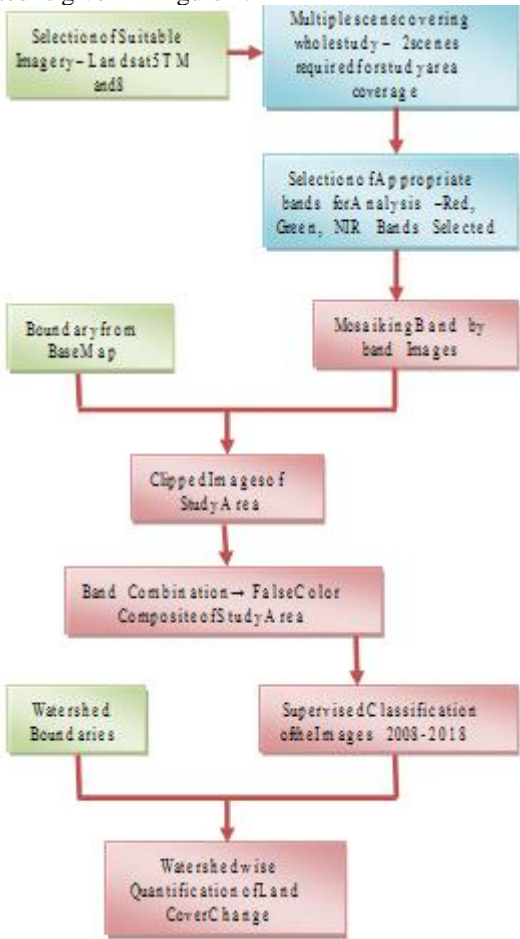 Selection of Suitable
Imagery – Landsat 5 TM
and 8
Multiple scene covering
whole study – 2 scenes
required for study area
coverage
Selection of Appropriate
bands for Analysis – Red,
Green, NIR Bands Selected
Boundary from
Base Map
Mosaiking Band by
band Images
Clipped Images of
Study Area
Band Combination → False Color
Composite of Study Area
Watershed
Boundaries
Supervised Classification
of the Images 2008-2018
Watershed wise
Quantification of Land
Cover Change